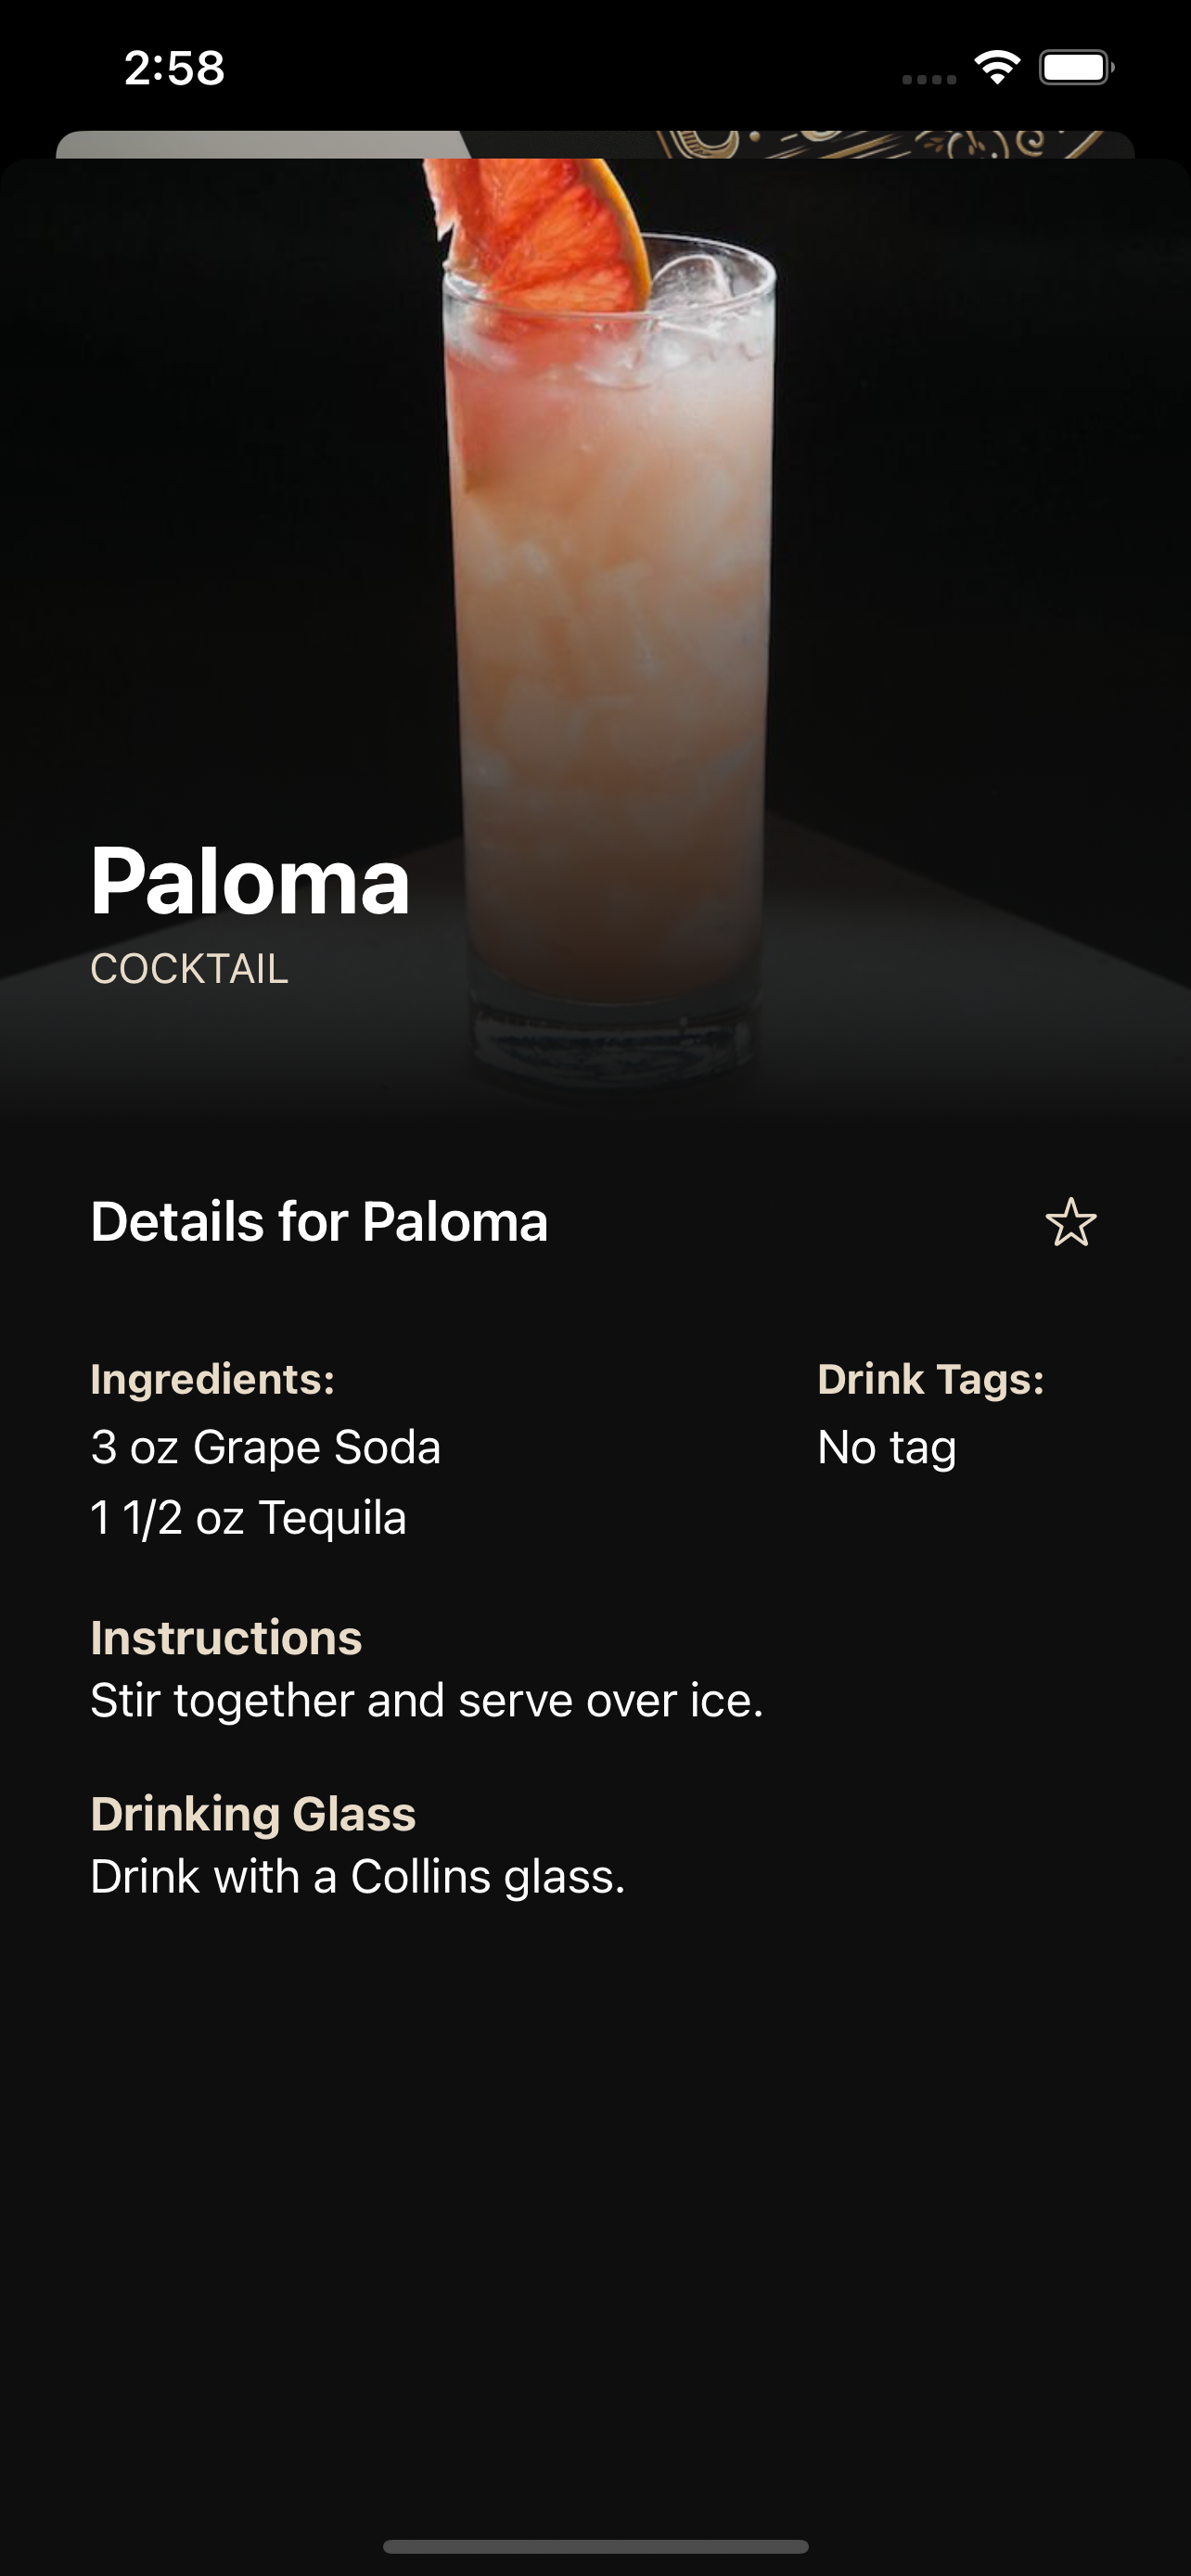 2:58
Paloma
COCKTAIL
Details for Paloma
Ingredients:
3 oz Grape Soda
1 1/2 oz Tequila
Drink Tags:
No tag
Instructions
Stir together and serve over ice.
Drinking Glass
Drink with a Collins glass.